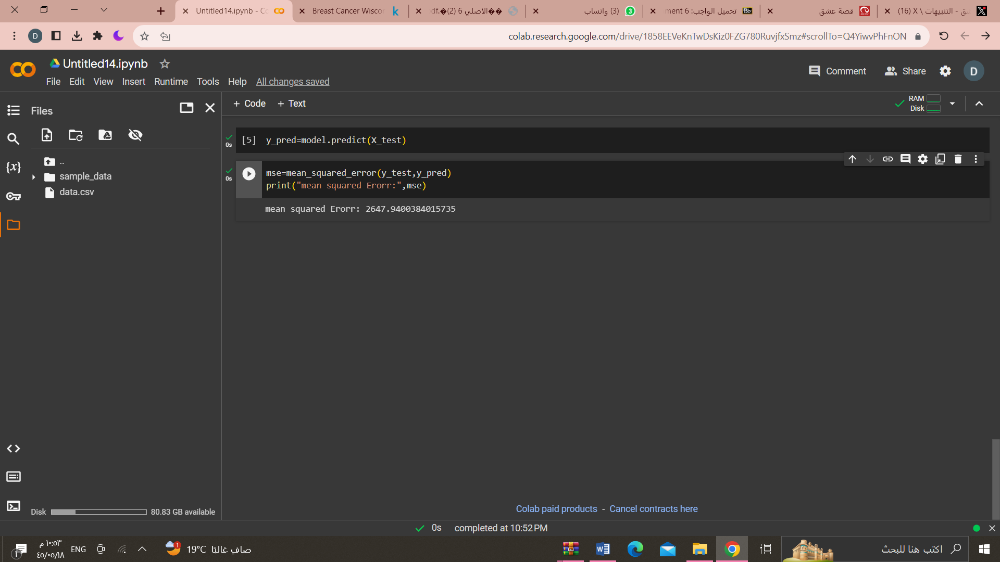 Untitled14.ipynb - Co
Breast Cancer Wiscon
الاصلي 6 (2).
(3) واتساب
تحميل الواجب: ment 6
قصة عشق
ق - التنبيهات \ X (16)
colab.research.google.com/drive/1858EEVeKnTwDsKiz0FZG780RuvjfxSmz#scrollTo=Q4YiwvPhFnON
Untitled14.ipynb
File Edit View Insert Runtime Tools Help All changes saved
Comment
Share
D
Files
+ Code + Text
RAM
Disk
..
sample_data
data.csv
0s
[5] y_pred=model.predict(X_test)
0s
mse=mean_squared_error(y_test,y_pred)
print("mean squared Erorr:",mse)
mean squared Erorr: 2647.9400384015735
Disk 80.83 GB available
Colab paid products - Cancel contracts here
0s completed at 10:52 PM
١٠:٥٣ م
٤٥/٠٥/١٨
ENG
19°C صافٍ غالبًا
اكتب هنا للبحث